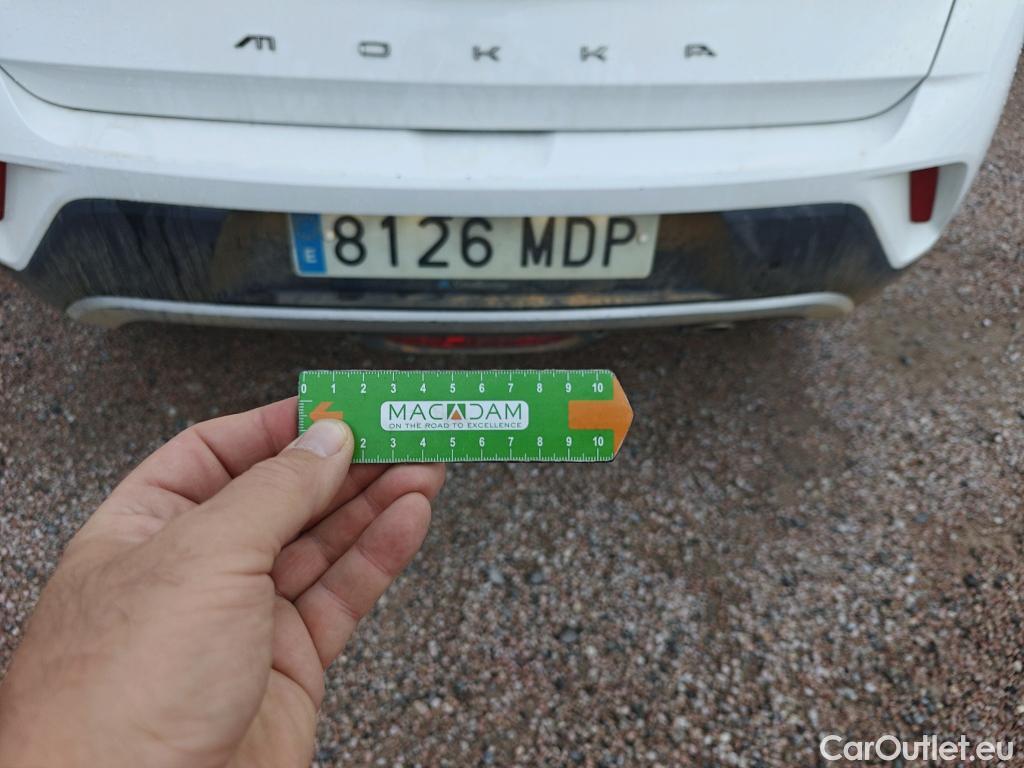 MOKKA
E 8126 MDP
0 1 2 3 4 5 6 7 8 9 10
MACADAM
ON THE ROAD TO EXCELLENCE
2 3 4 5 6 7 8 9 10
CarOutlet.eu